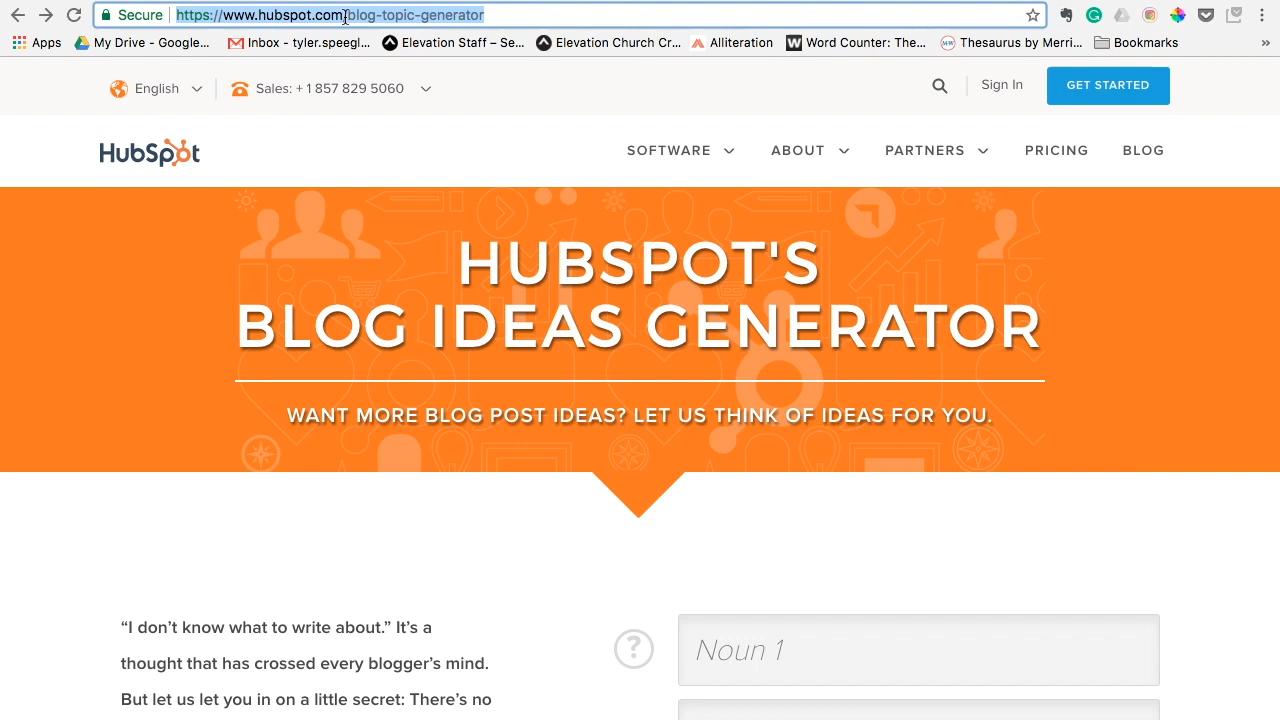 Secure https://www.hubspot.com/blog-topic-generator
Apps My Drive - Google... Inbox - tyler.speegl... Elevation Staff – Se... Elevation Church Cr... Alliteration Word Counter: The... Thesaurus by Merri... Bookmarks »
English Sales: + 1 857 829 5060 Sign In GET STARTED
HubSpot SOFTWARE ABOUT PARTNERS PRICING BLOG
HUBSPOT'S
BLOG IDEAS GENERATOR
WANT MORE BLOG POST IDEAS? LET US THINK OF IDEAS FOR YOU.
“I don’t know what to write about.” It’s a
thought that has crossed every blogger’s mind.
But let us let you in on a little secret: There’s no
?
Noun 1